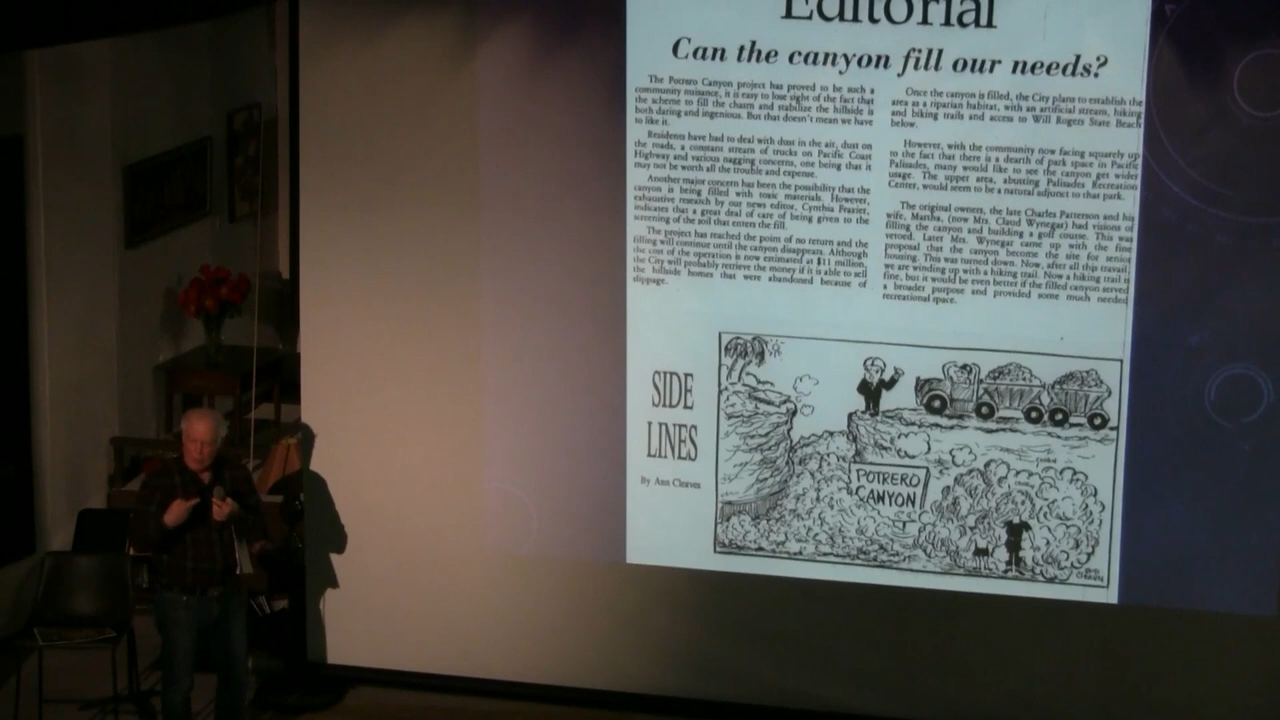 Editorial
Can the canyon fill our needs?
The Potrero Canyon project has proved to be such a
community nuisance, it is easy to lose sight of the fact that
the scheme to fill the chasm and stabilize the hillside is
both daring and ingenious. But that doesn't mean we have
to like it.
Residents have had to deal with dust in the air, dust on
the roads, a constant stream of trucks on Pacific Coast
Highway and various nagging concerns, one being that it
may not be worth all the trouble and expense.
Another major concern has been the possibility that the
canyon is being filled with toxic materials. However,
exhaustive research by our news editor, Cynthia Frazier,
indicates that a great deal of care of being given to the
screening of the soil that enters the fill.
The project has reached the point of no return and the
filling will continue until the canyon disappears. Although
the cost of the operation is now estimated at $11 million,
the City will probably retrieve the money if it is able to sell
the hillside homes that were abandoned because of
slippage.
Once the canyon is filled, the City plans to establish the
area as a riparian habitat, with an artificial stream, hiking
and biking trails and access to Will Rogers State Beach
below.
However, with the community now facing squarely up
to the fact that there is a dearth of park space in Pacific
Palisades, many would like to see the canyon get wider
usage. The upper area, abutting Palisades Recreation
Center, would seem to be a natural adjunct to that park.
The original owners, the late Charles Patterson and his
wife, Martha, (now Mrs. Claud Wynegar) had visions of
filling the canyon and building a golf course. This was
vetoed. Later Mrs. Wynegar came up with the fine
proposal that the canyon become the site for senior
housing. This was turned down. Now, after all this travail,
we are winding up with a hiking trail. Now a hiking trail is
fine, but it would be even better if the filled canyon served
a broader purpose and provided some much needed
recreational space.
SIDE
LINES
By Ann Cleaves
POTRERO
CANYON